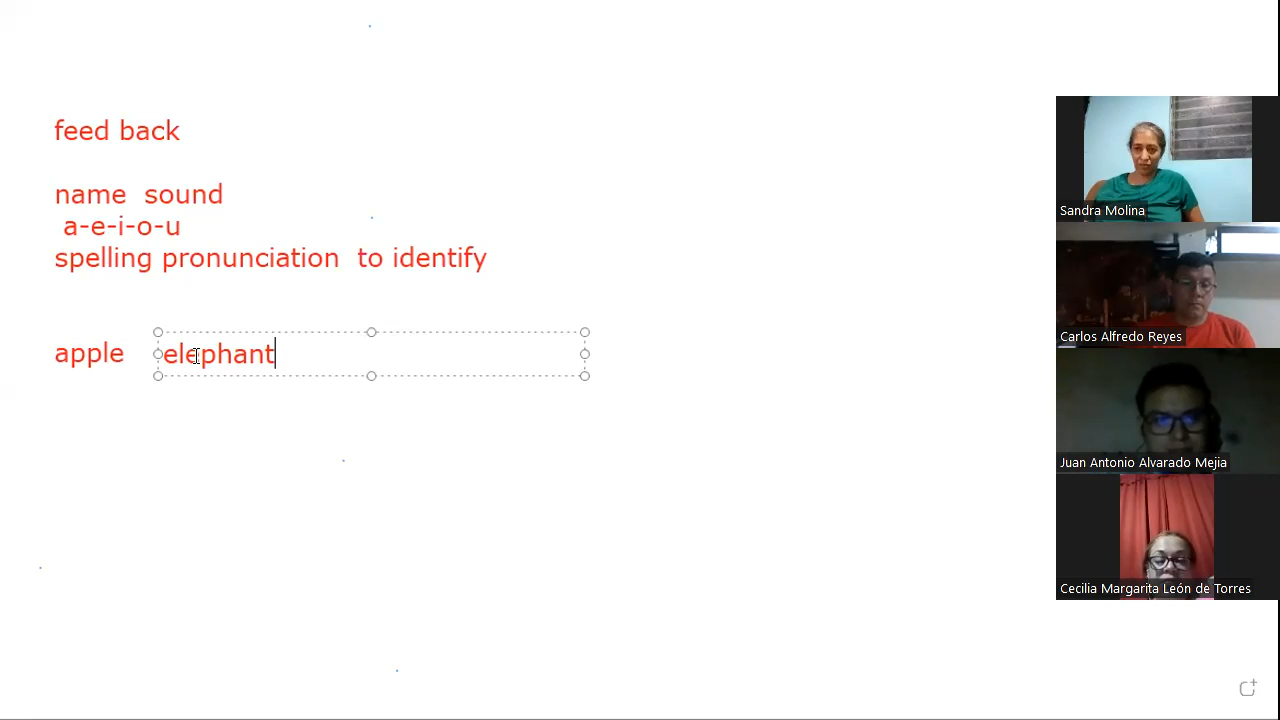 feed back
name sound
a-e-i-o-u
spelling pronunciation to identify
apple elephant
Sandra Molina
Carlos Alfredo Reyes
Juan Antonio Alvarado Mejia
Cecilia Margarita León de Torres